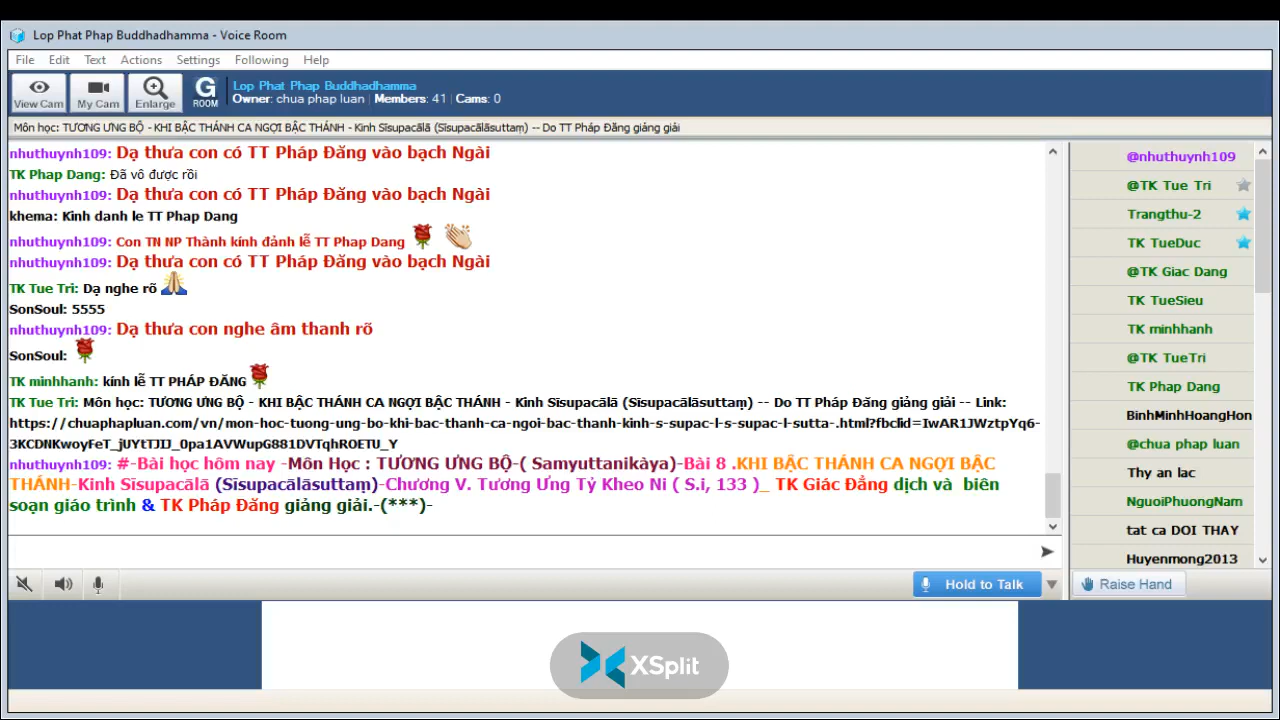 Lop Phat Phap Buddhadhamma - Voice Room
File Edit Text Actions Settings Following Help
View Cam My Cam Enlarge G ROOM
Lop Phat Phap Buddhadhamma
Owner: chua phap luan | Members: 41 | Cams: 0
Môn học: TƯƠNG ƯNG BỘ - KHI BẬC THÁNH CA NGỢI BẬC THÁNH - Kinh Sīsupacālā (Sīsupacālāsuttaṃ) -- Do TT Pháp Đăng giảng giải
nhuthuynh109: Dạ thưa con có TT Pháp Đăng vào bạch Ngài
TK Phap Dang: Đã vô được rồi
nhuthuynh109: Dạ thưa con có TT Pháp Đăng vào bạch Ngài
khema: Kinh danh le TT Phap Dang
nhuthuynh109: Con TN NP Thành kính đảnh lễ TT Phap Dang
nhuthuynh109: Dạ thưa con có TT Pháp Đăng vào bạch Ngài
TK Tue Tri: Dạ nghe rõ
SonSoul: 5555
nhuthuynh109: Dạ thưa con nghe âm thanh rõ
SonSoul:
TK minhhanh: kính lễ TT PHÁP ĐĂNG
TK Tue Tri: Môn học: TƯƠNG ƯNG BỘ - KHI BẬC THÁNH CA NGỢI BẬC THÁNH - Kinh Sīsupacālā (Sīsupacālāsuttaṃ) -- Do TT Pháp Đăng giảng giải -- Link:
https://chuaphapluan.com/vn/mon-hoc-tuong-ung-bo-khi-bac-thanh-ca-ngoi-bac-thanh-kinh-s-supac-l-s-supac-l-sutta-.html?fbclid=IwAR1JWztpYq6-
3KCDNKwoyFeT_jUYtTJIJ_0pa1AVWupG881DVTqhROETU_Y
nhuthuynh109: #-Bài học hôm nay -Môn Học : TƯƠNG ƯNG BỘ-( Samyuttanikàya)-Bài 8 .KHI BẬC THÁNH CA NGỢI BẬC
THÁNH-Kinh Sīsupacālā (Sīsupacālāsuttaṃ)-Chương V. Tương Ưng Tỷ Kheo Ni ( S.i, 133 )_ TK Giác Đẳng dịch và biên
soạn giáo trình & TK Pháp Đăng giảng giải.-(***)-
@nhuthuynh109
@TK Tue Tri
Trangthu-2
TK TueDuc
@TK Giac Dang
TK TueSieu
TK minhhanh
@TK TueTri
TK Phap Dang
BinhMinhHoangHon
@chua phap luan
Thy an lac
NguoiPhuongNam
tat ca DOI THAY
Huyenmong2013
Hold to Talk
Raise Hand
XSplit